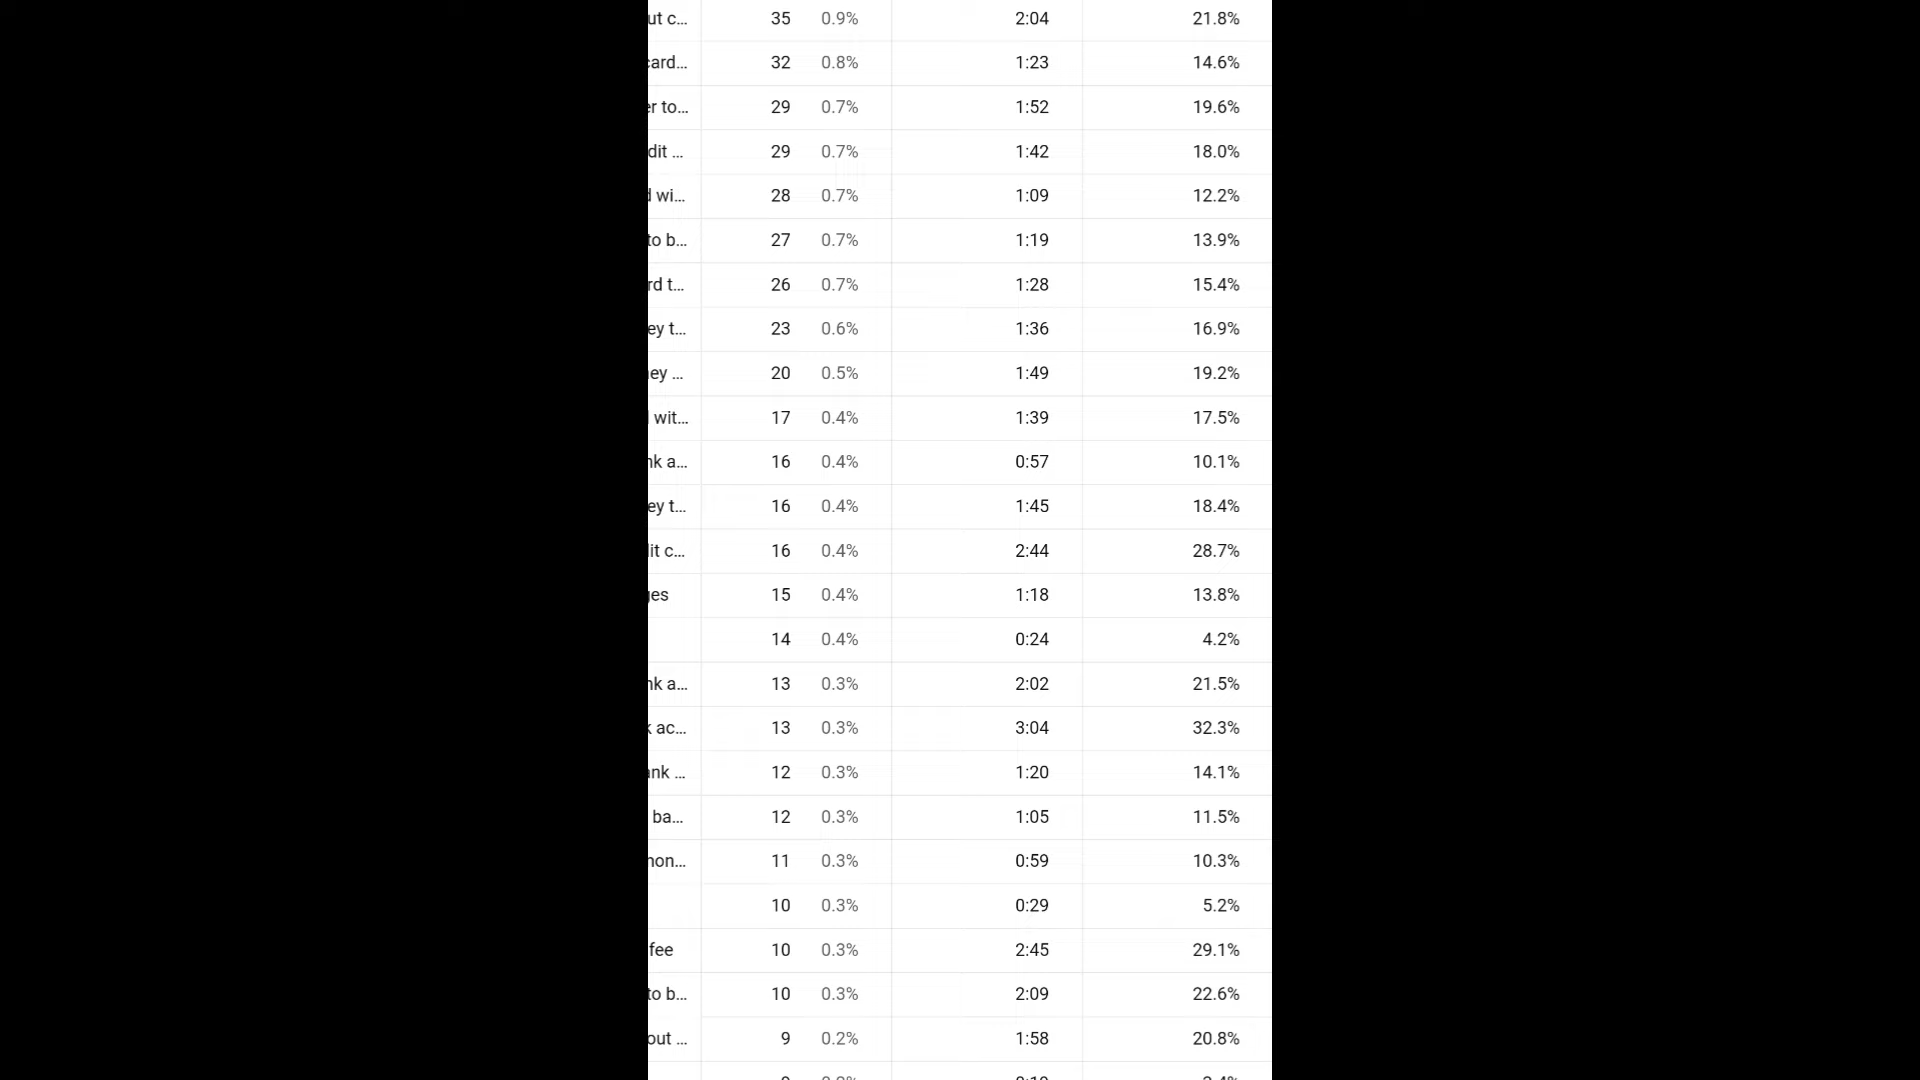 ut c... 35 0.9% 2:04 21.8%
card... 32 0.8% 1:23 14.6%
er to... 29 0.7% 1:52 19.6%
dit ... 29 0.7% 1:42 18.0%
d wi... 28 0.7% 1:09 12.2%
to b... 27 0.7% 1:19 13.9%
rd t... 26 0.7% 1:28 15.4%
ey t... 23 0.6% 1:36 16.9%
ney ... 20 0.5% 1:49 19.2%
wit... 17 0.4% 1:39 17.5%
nk a... 16 0.4% 0:57 10.1%
ey t... 16 0.4% 1:45 18.4%
dit c... 16 0.4% 2:44 28.7%
ges 15 0.4% 1:18 13.8%
14 0.4% 0:24 4.2%
nk a... 13 0.3% 2:02 21.5%
k ac... 13 0.3% 3:04 32.3%
ank ... 12 0.3% 1:20 14.1%
ba... 12 0.3% 1:05 11.5%
mon... 11 0.3% 0:59 10.3%
10 0.3% 0:29 5.2%
fee 10 0.3% 2:45 29.1%
to b... 10 0.3% 2:09 22.6%
out ... 9 0.2% 1:58 20.8%